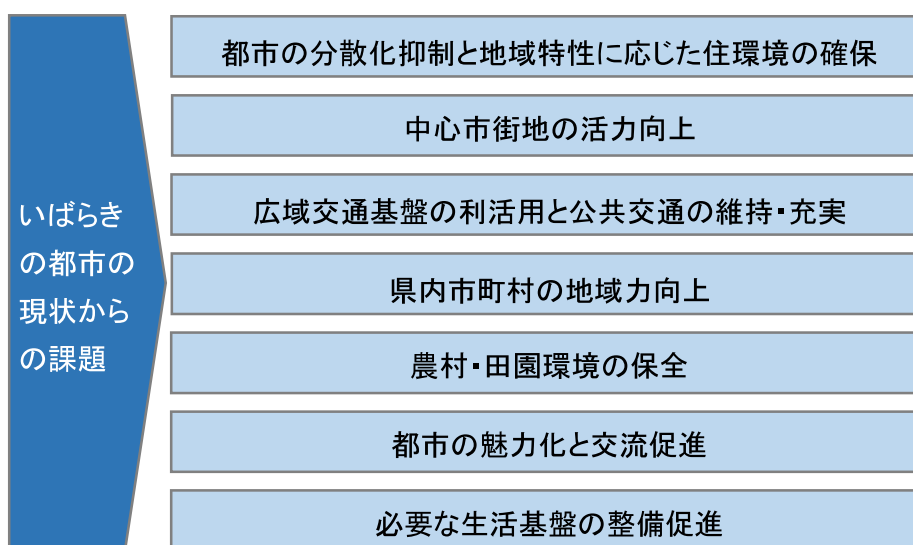 いばらき
の都市の
現状から
の課題
都市の分散化抑制と地域特性に応じた住環境の確保
中心市街地の活力向上
広域交通基盤の利活用と公共交通の維持・充実
県内市町村の地域力向上
農村・田園環境の保全
都市の魅力化と交流促進
必要な生活基盤の整備促進